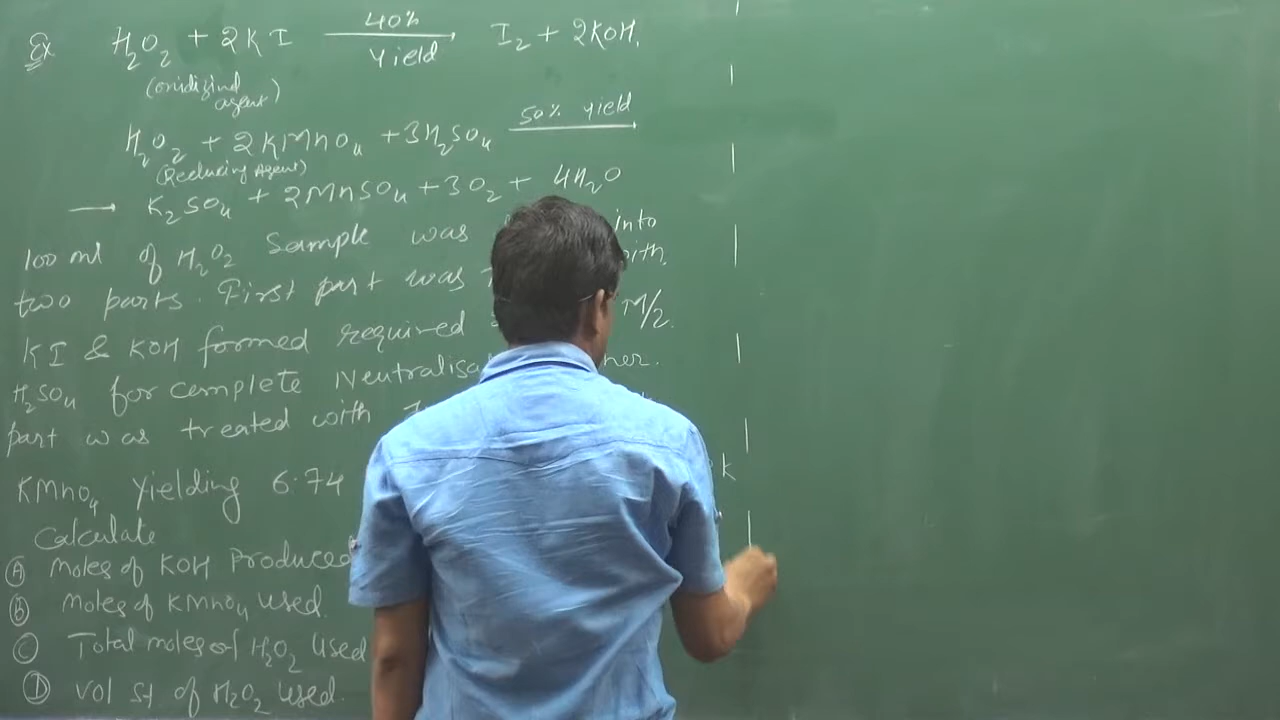 Ex H2O2 + 2KI 40% Yield I2 + 2KOH.
(oxidizing agent)
H2O2 + 2KMnO4 + 3H2SO4 50% yield
(Reducing Agent)
→ K2SO4 + 2MnSO4 + 3O2 + 4H2O
100 ml of H2O2 Sample was into
two parts. First part was
KI & KOH formed required M/2.
H2SO4 for complete Neutralisa her.
part was treated with
KMnO4 yielding 6.74
Calculate
(A) Moles of KOH Produced
(B) Moles of KMnO4 used.
(C) Total moles of H2O2 used
(D) Vol st of H2O2 used.